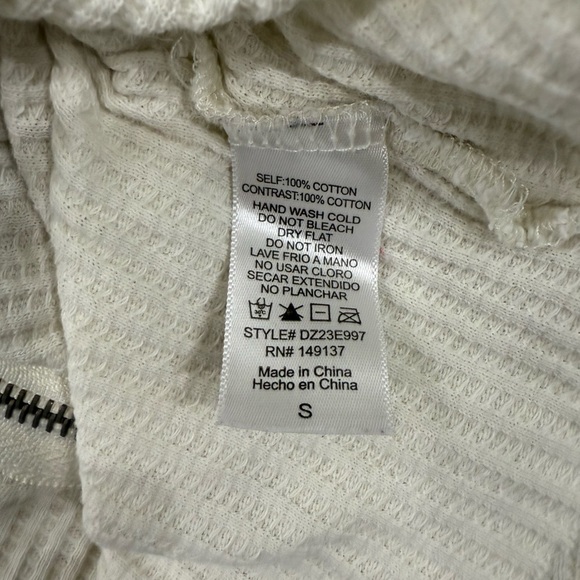 SELF:100% COTTON
CONTRAST:100% COTTON
HAND WASH COLD
DO NOT BLEACH
DRY FLAT
DO NOT IRON
LAVE FRIO A MANO
NO USAR CLORO
SECAR EXTENDIDO
NO PLANCHAR
30°C
STYLE# DZ23E997
RN# 149137
Made in China
Hecho en China
S